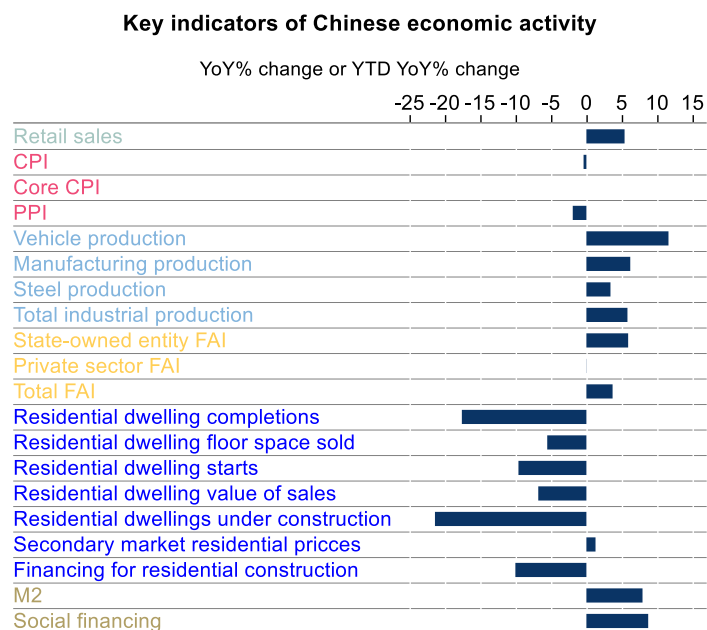 Key indicators of Chinese economic activity
YoY% change or YTD YoY% change
-25 -20 -15 -10 -5 0 5 10 15
Retail sales
CPI
Core CPI
PPI
Vehicle production
Manufacturing production
Steel production
Total industrial production
State-owned entity FAI
Private sector FAI
Total FAI
Residential dwelling completions
Residential dwelling floor space sold
Residential dwelling starts
Residential dwelling value of sales
Residential dwellings under construction
Secondary market residential pricces
Financing for residential construction
M2
Social financing